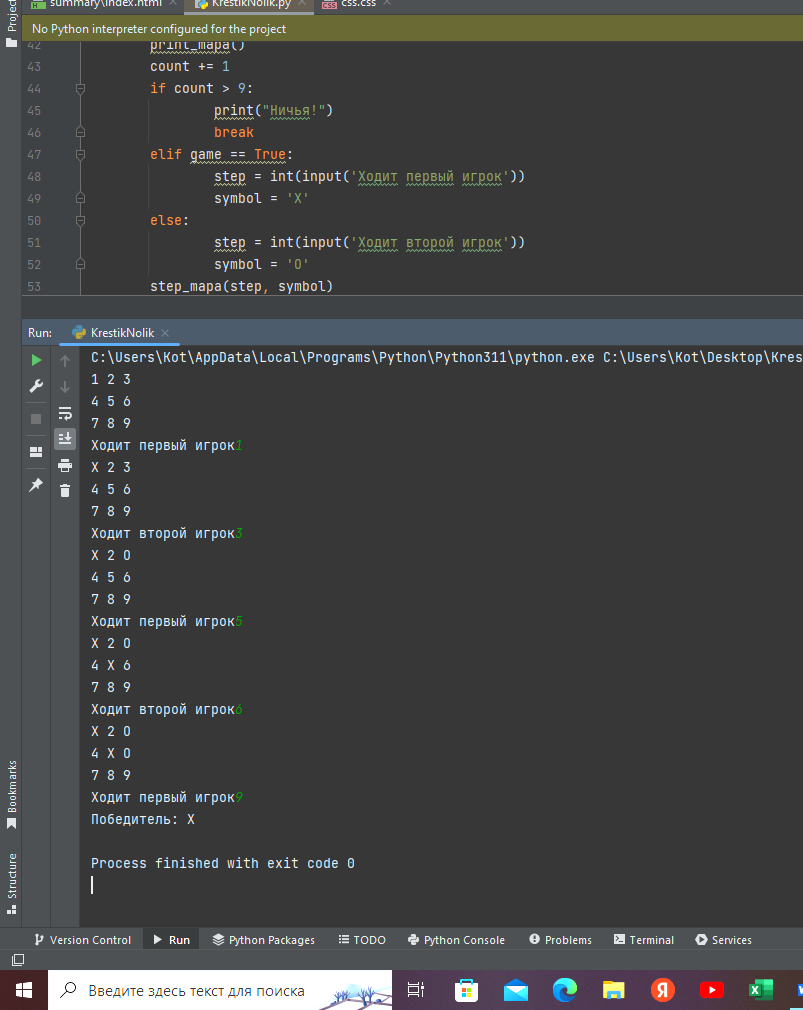 Project
summary\index.html × KrestikNolik.py × css.css ×
No Python interpreter configured for the project
42 print_mapa()
43 count += 1
44 if count > 9:
45 print("Ничья!")
46 break
47 elif game == True:
48 step = int(input('Ходит первый игрок'))
49 symbol = 'X'
50 else:
51 step = int(input('Ходит второй игрок'))
52 symbol = 'O'
53 step_mapa(step, symbol)
Run: KrestikNolik ×
C:\Users\Kot\AppData\Local\Programs\Python\Python311\python.exe C:\Users\Kot\Desktop\Kres
1 2 3
4 5 6
7 8 9
Ходит первый игрок1
X 2 3
4 5 6
7 8 9
Ходит второй игрок3
X 2 O
4 5 6
7 8 9
Ходит первый игрок5
X 2 O
4 X 6
7 8 9
Ходит второй игрок6
X 2 O
4 X O
7 8 9
Ходит первый игрок9
Победитель: X
Process finished with exit code 0
Bookmarks
Structure
Version Control Run Python Packages TODO Python Console Problems Terminal Services
Введите здесь текст для поиска